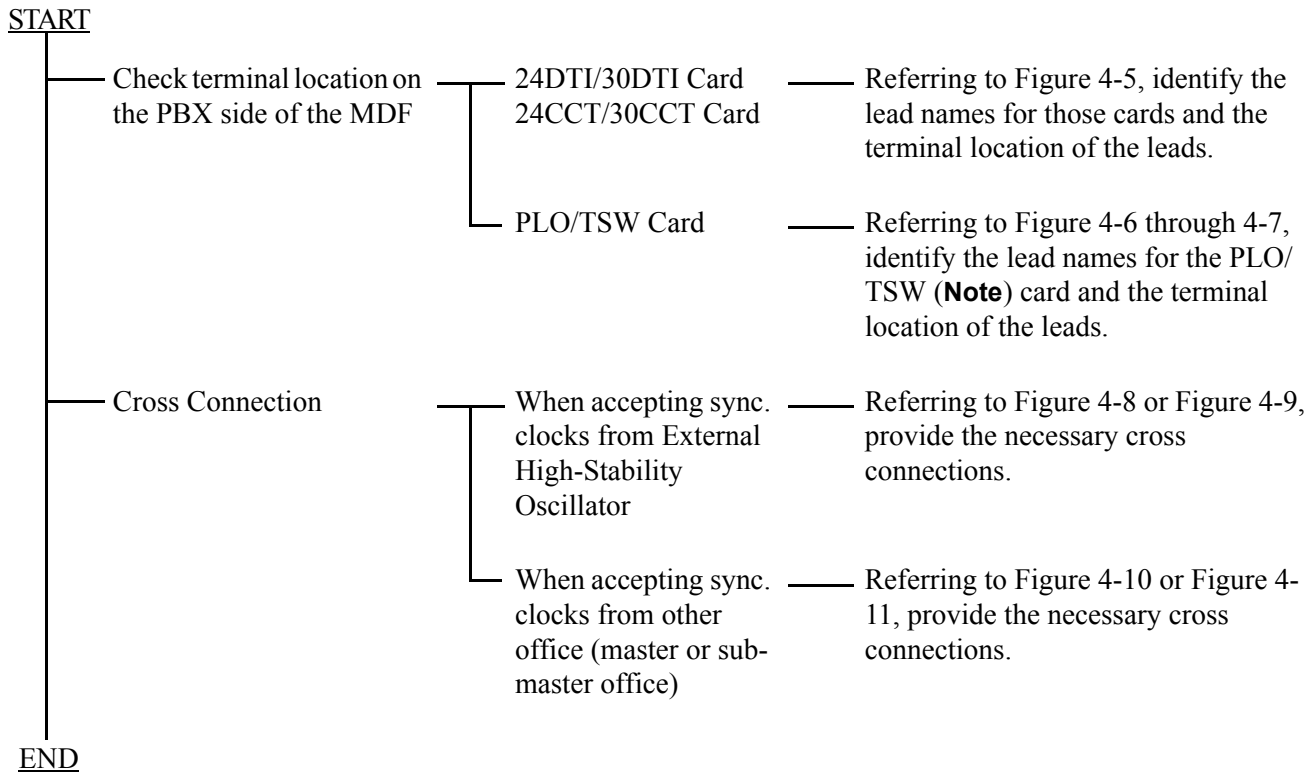 START
Check terminal location on
the PBX side of the MDF
24DTI/30DTI Card
24CCT/30CCT Card
Referring to Figure 4-5, identify the
lead names for those cards and the
terminal location of the leads.
PLO/TSW Card
Referring to Figure 4-6 through 4-7,
identify the lead names for the PLO/
TSW (Note) card and the terminal
location of the leads.
Cross Connection
When accepting sync.
clocks from External
High-Stability
Oscillator
Referring to Figure 4-8 or Figure 4-9,
provide the necessary cross
connections.
When accepting sync.
clocks from other
office (master or sub-
master office)
Referring to Figure 4-10 or Figure 4-
11, provide the necessary cross
connections.
END